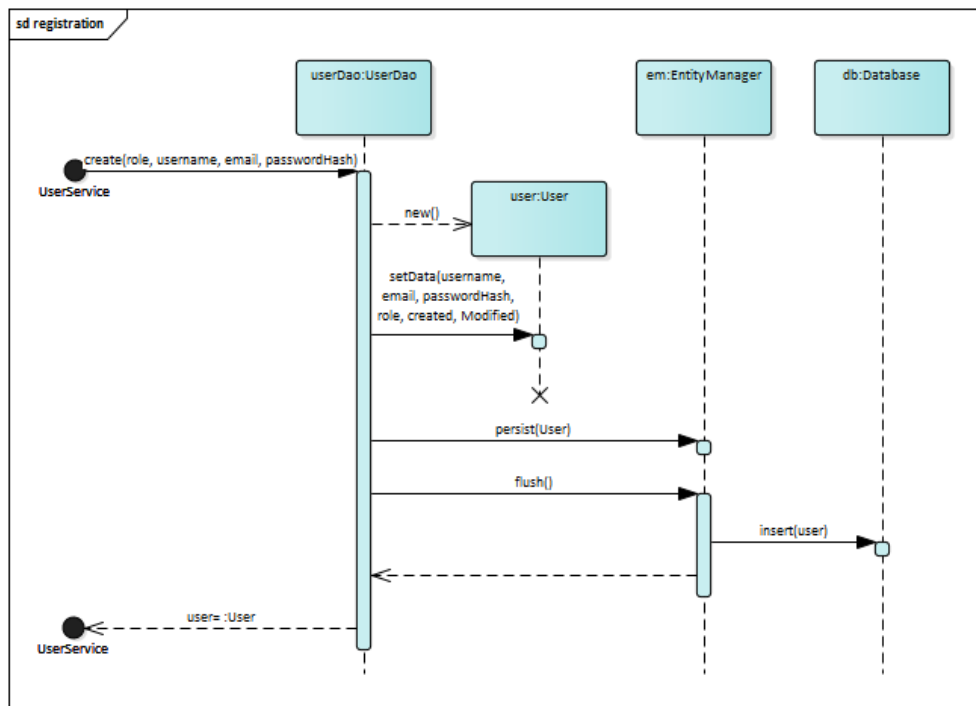 sd registration
userDao:UserDao
em:EntityManager
db:Database
create(role, username, email, passwordHash)
UserService
user:User
new()
setData(username,
email, passwordHash,
role, created, Modified)
persist(User)
flush()
insert(user)
user= :User
UserService